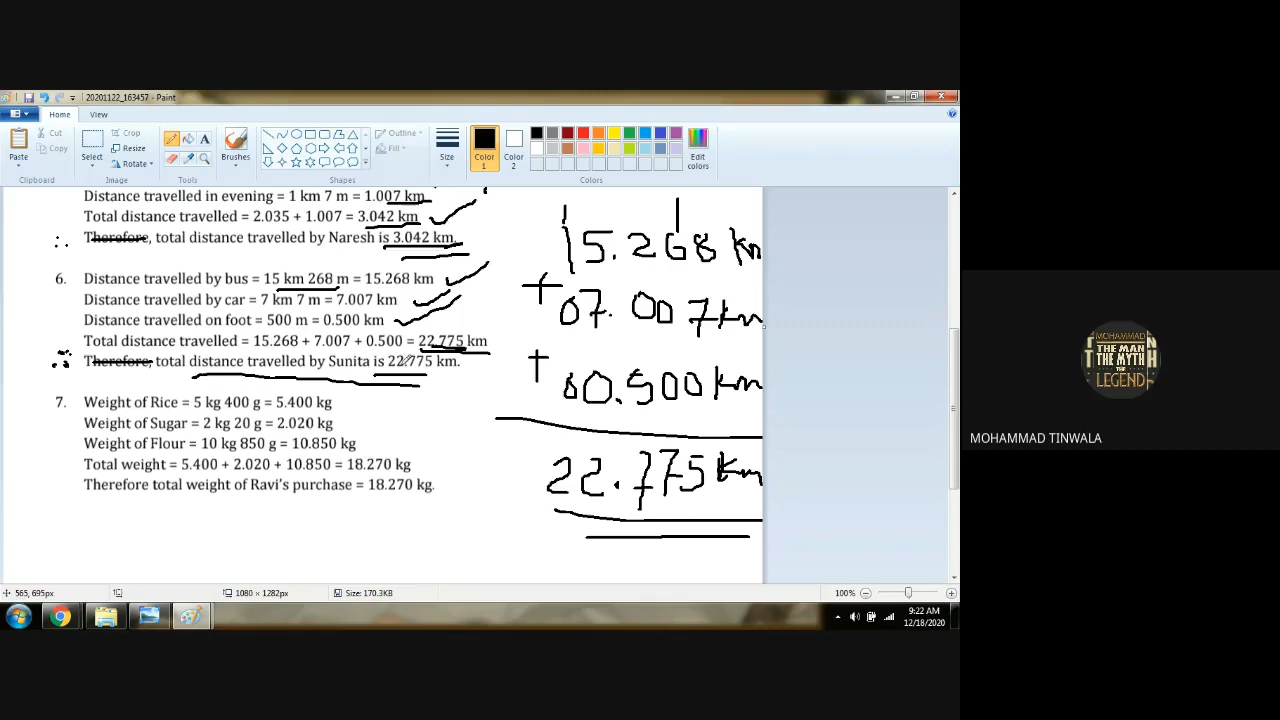 20201122_163457 - Paint
Home
View
Paste
Cut
Copy
Clipboard
Select
Crop
Resize
Rotate
Image
A
Tools
Brushes
Outline
Fill
Shapes
Size
Color
1
Color
2
Edit
colors
Colors
Distance travelled in evening = 1 km 7 m = 1.007 km
Total distance travelled = 2.035 + 1.007 = 3.042 km
∴ Therefore, total distance travelled by Naresh is 3.042 km.
6. Distance travelled by bus = 15 km 268 m = 15.268 km
Distance travelled by car = 7 km 7 m = 7.007 km
Distance travelled on foot = 500 m = 0.500 km
Total distance travelled = 15.268 + 7.007 + 0.500 = 22.775 km
∴ Therefore, total distance travelled by Sunita is 22.775 km.
7. Weight of Rice = 5 kg 400 g = 5.400 kg
Weight of Sugar = 2 kg 20 g = 2.020 kg
Weight of Flour = 10 kg 850 g = 10.850 kg
Total weight = 5.400 + 2.020 + 10.850 = 18.270 kg
Therefore total weight of Ravi's purchase = 18.270 kg.
1 1
15.268 km
+ 07.007 km
+ 00.500 km
22.775 km
565, 695px
1080 × 1282px
Size: 170.3KB
100%
9:22 AM
12/18/2020
MOHAMMAD
TINWALA
THE MAN
THE MYTH
THE
LEGEND
MOHAMMAD TINWALA